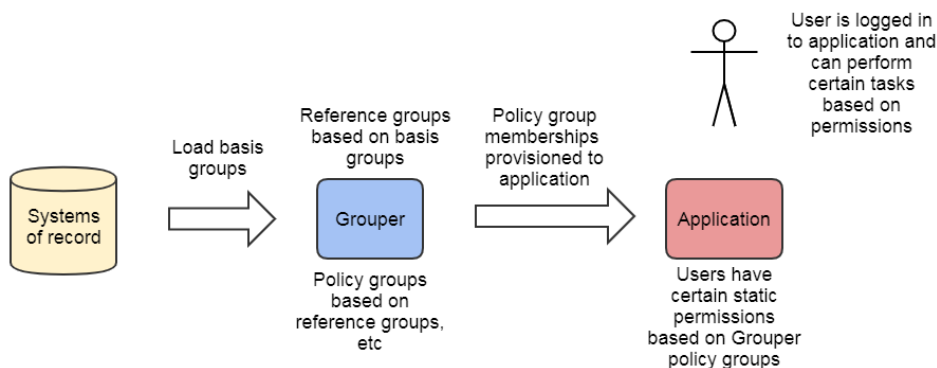 Systems
of record
Load basis
groups
Reference groups
based on basis
groups
Grouper
Policy groups
based on
reference groups,
etc
Policy group
memberships
provisioned to
application
User is logged in
to application and
can perform
certain tasks
based on
permissions
Application
Users have
certain static
permissions
based on Grouper
policy groups